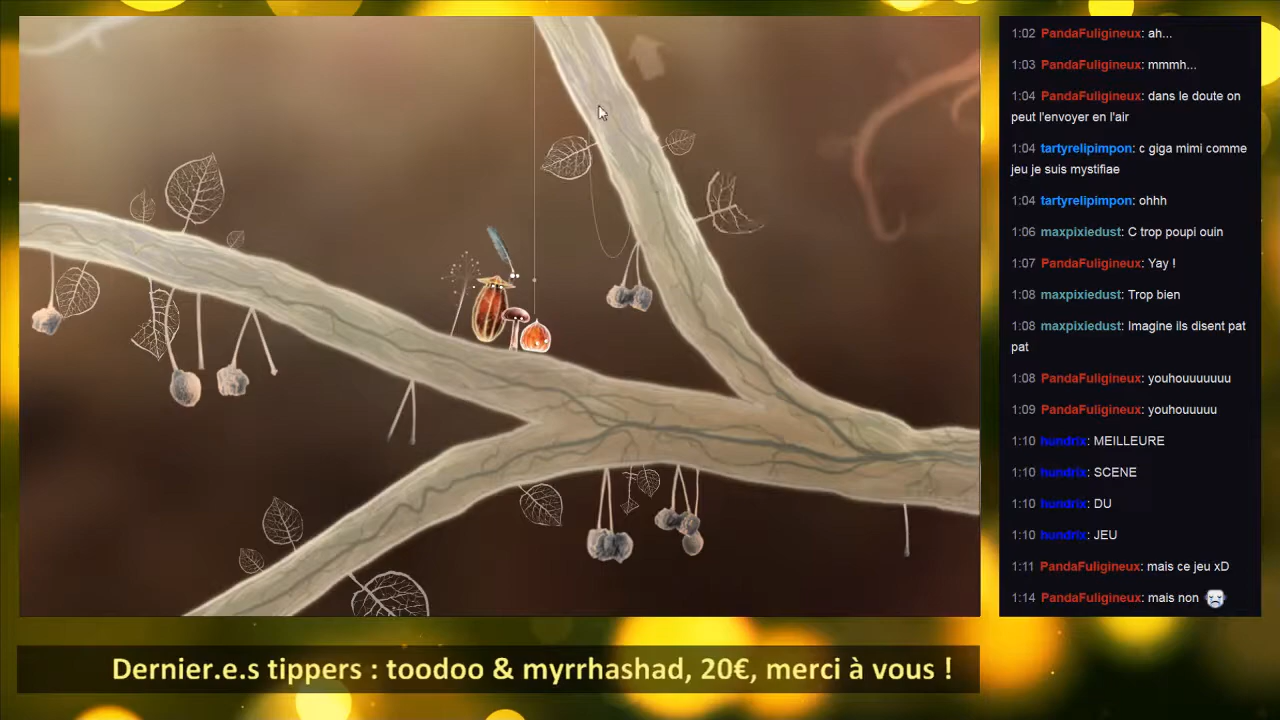 1:02 PandaFuligineux: ah...
1:03 PandaFuligineux: mmmh...
1:04 PandaFuligineux: dans le doute on
peut l'envoyer en l'air
1:04 tartyrelipimpon: c giga mimi comme
jeu je suis mystifiae
1:04 tartyrelipimpon: ohhh
1:06 maxpixiedust: C trop poupi ouin
1:07 PandaFuligineux: Yay !
1:08 maxpixiedust: Trop bien
1:08 maxpixiedust: Imagine ils disent pat
pat
1:08 PandaFuligineux: youhouuuuuuu
1:09 PandaFuligineux: youhouuuuu
1:10 hundrix: MEILLEURE
1:10 hundrix: SCENE
1:10 hundrix: DU
1:10 hundrix: JEU
1:11 PandaFuligineux: mais ce jeu xD
1:14 PandaFuligineux: mais non
Dernier.e.s tippers : toodoo & myrrhashad, 20€, merci à vous !